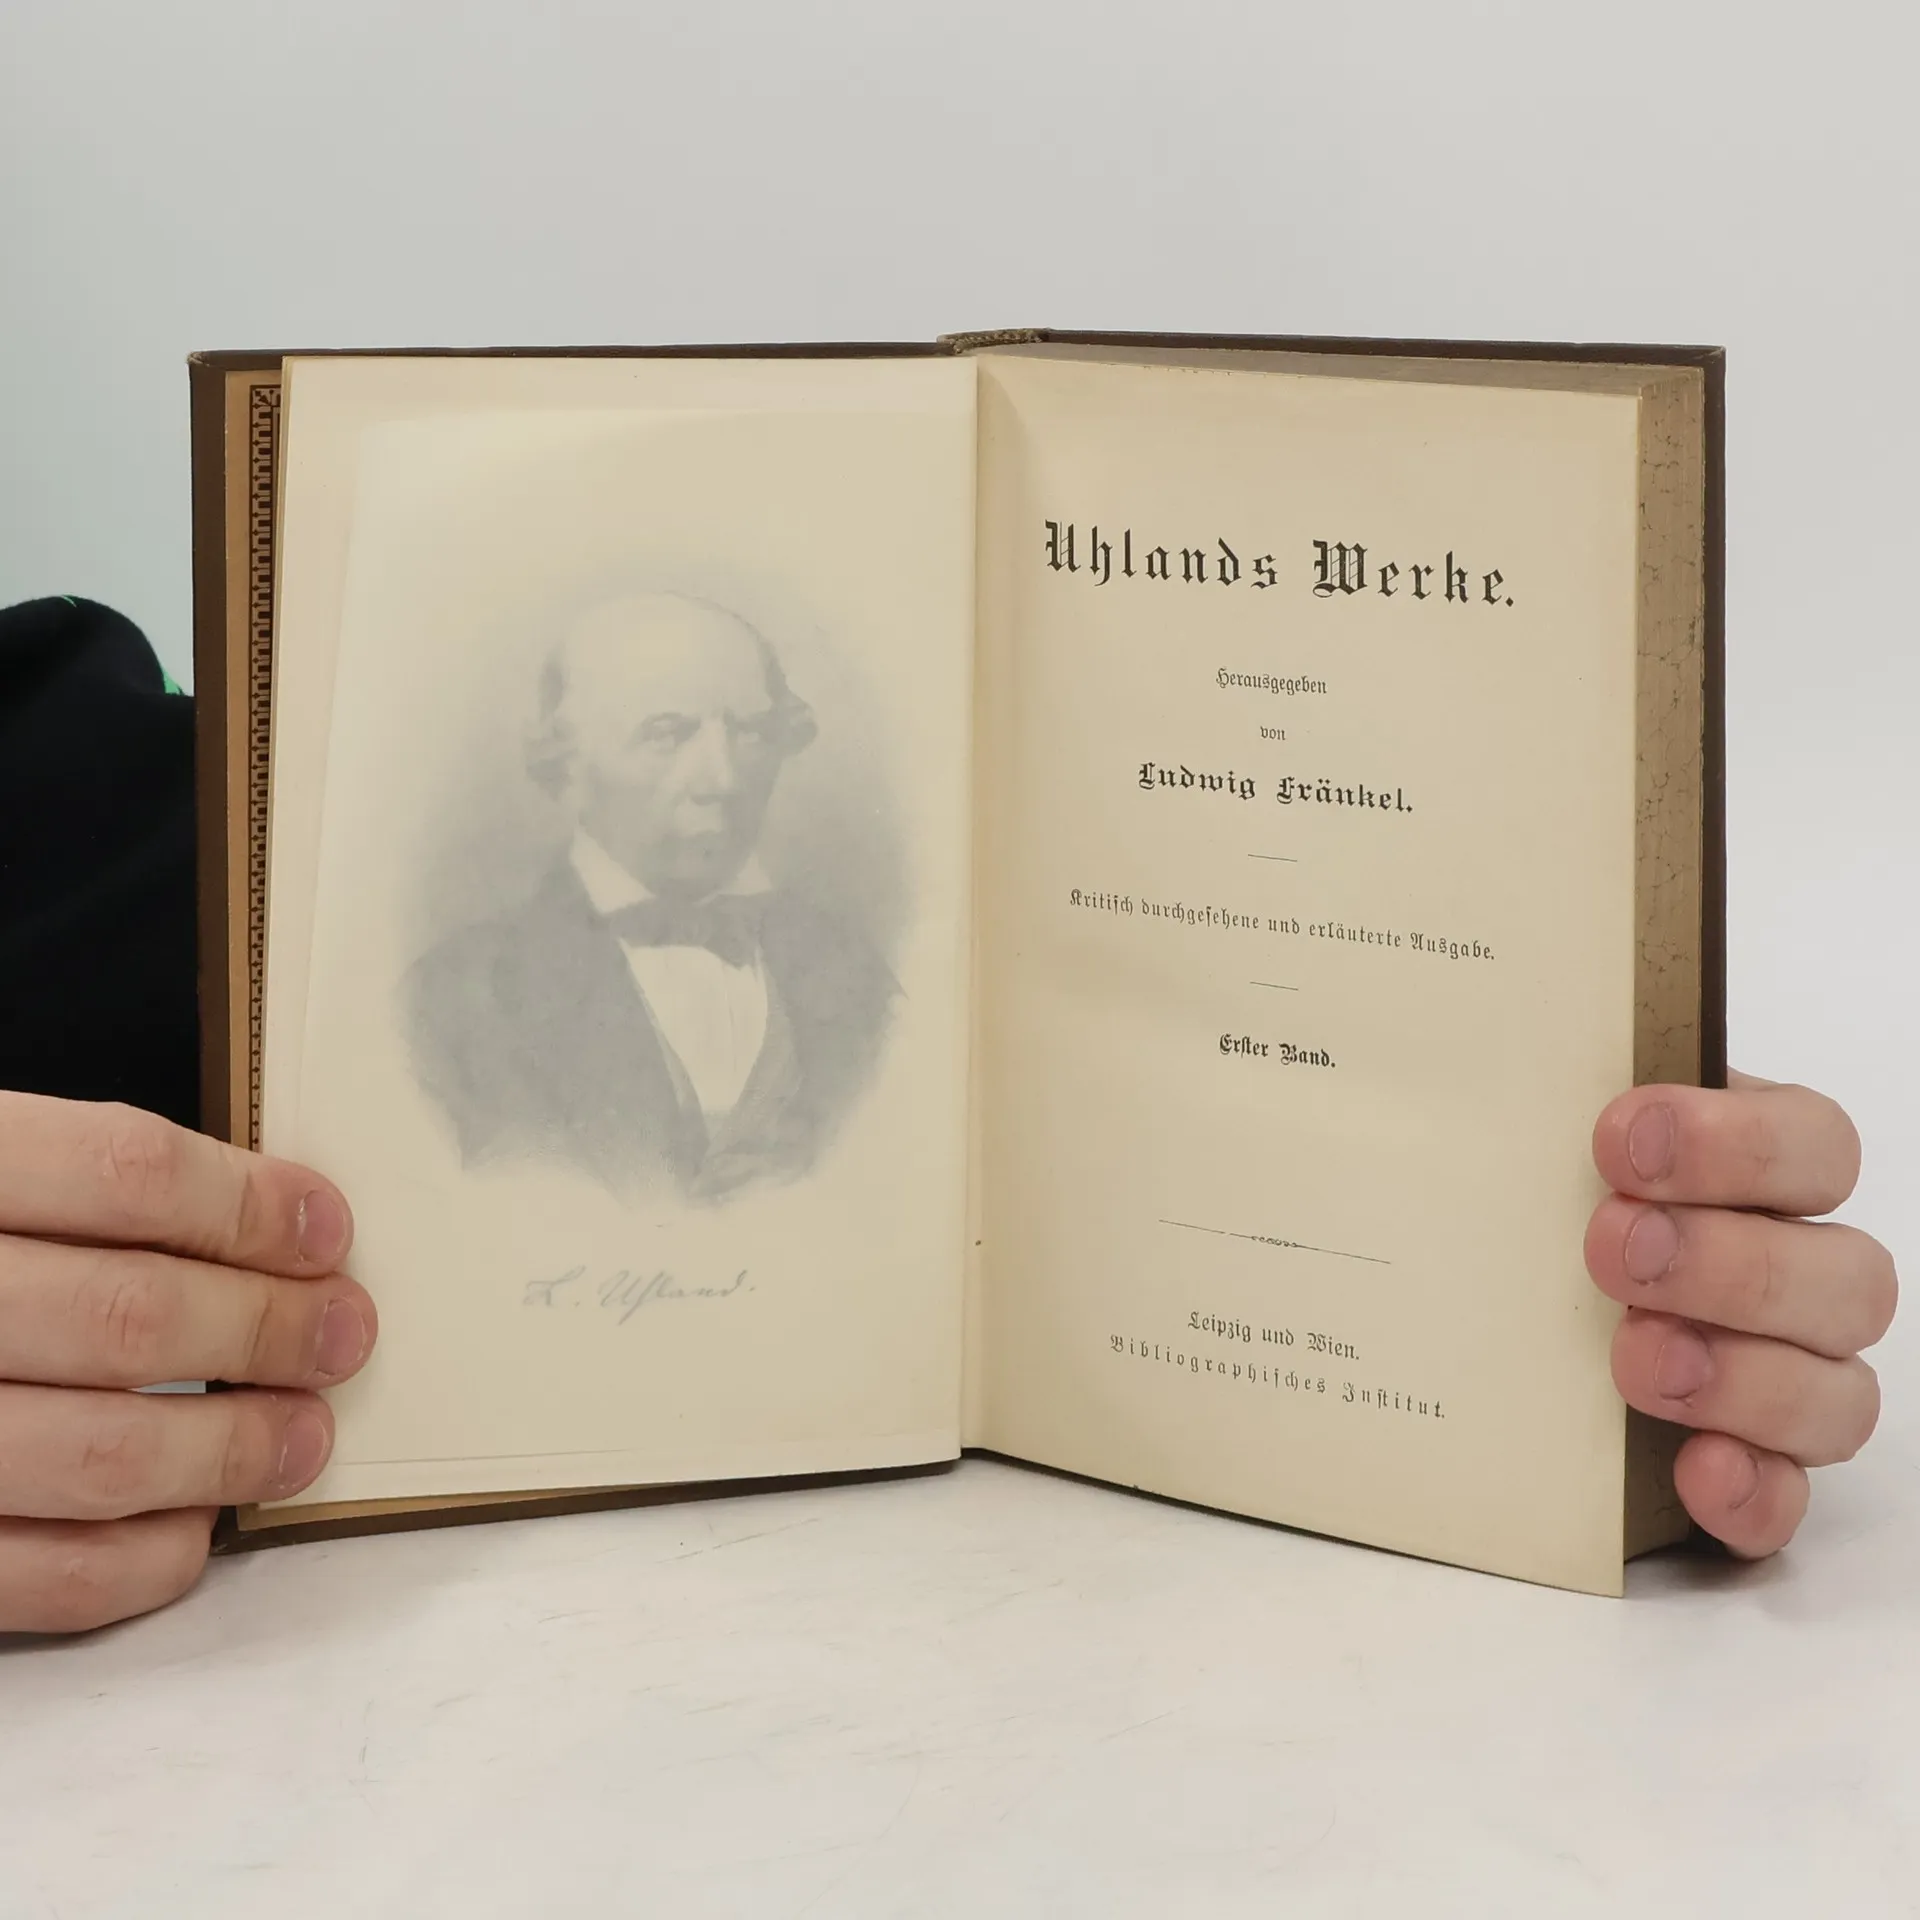 L. Uhland.
Uhlands Werke.
Herausgegeben
von
Ludwig Fränkel.
Kritisch durchgesehene und erläuterte Ausgabe.
Erster Band.
Leipzig und Wien.
Bibliographisches Institut.